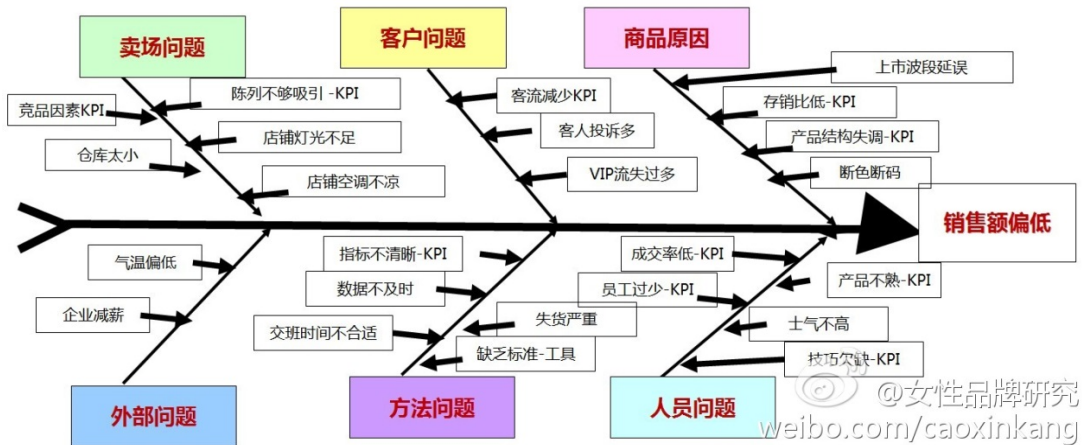 卖场问题
客户问题
商品原因
上市波段延误
陈列不够吸引 -KPI
客流减少KPI
存销比低-KPI
竞品因素KPI
店铺灯光不足
客人投诉多
产品结构失调-KPI
仓库太小
店铺空调不凉
VIP流失过多
断色断码
销售额偏低
气温偏低
指标不清晰-KPI
成交率低-KPI
数据不及时
员工过少-KPI
产品不熟-KPI
企业减薪
交班时间不合适
失货严重
士气不高
缺乏标准-工具
技巧欠缺-KPI
外部问题
方法问题
人员问题
@女性品牌研究
weibo.com/caoxinkang